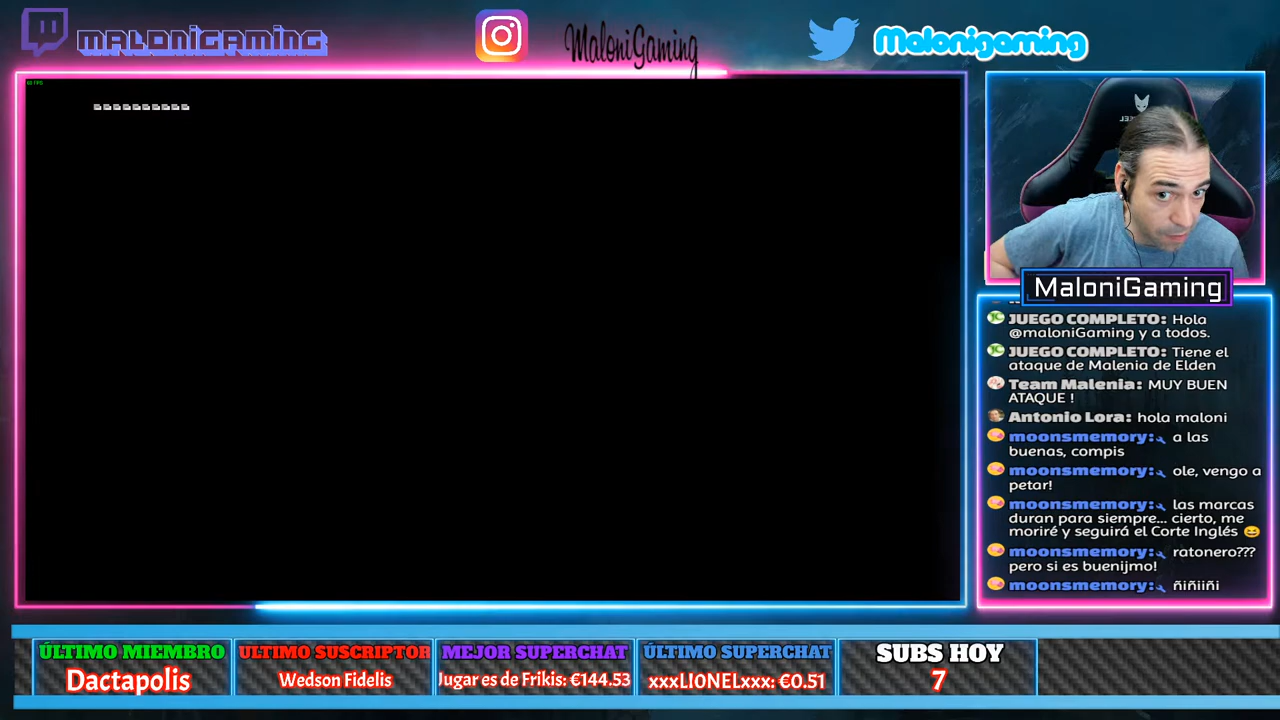 MALONIGAMING
MaloniGaming
Malonigaming
60 FPS
MaloniGaming
JUEGO COMPLETO: Hola
@maloniGaming y a todos.
JUEGO COMPLETO: Tiene el
ataque de Malenia de Elden
Team Malenia: MUY BUEN
ATAQUE !
Antonio Lora: hola maloni
moonsmemory: a las
buenas, compis
moonsmemory: ole, vengo a
petar!
moonsmemory: las marcas
duran para siempre... cierto, me
moriré y seguirá el Corte Inglés 😆
moonsmemory: ratonero???
pero si es buenijmo!
moonsmemory: ñiñiiñi
ÚLTIMO MIEMBRO
Dactapolis
ULTIMO SUSCRIPTOR
Wedson Fidelis
MEJOR SUPERCHAT
Jugar es de Frikis: €144.53
ÚLTIMO SUPERCHAT
xxxLI0NELxxx: €0.51
SUBS HOY
7